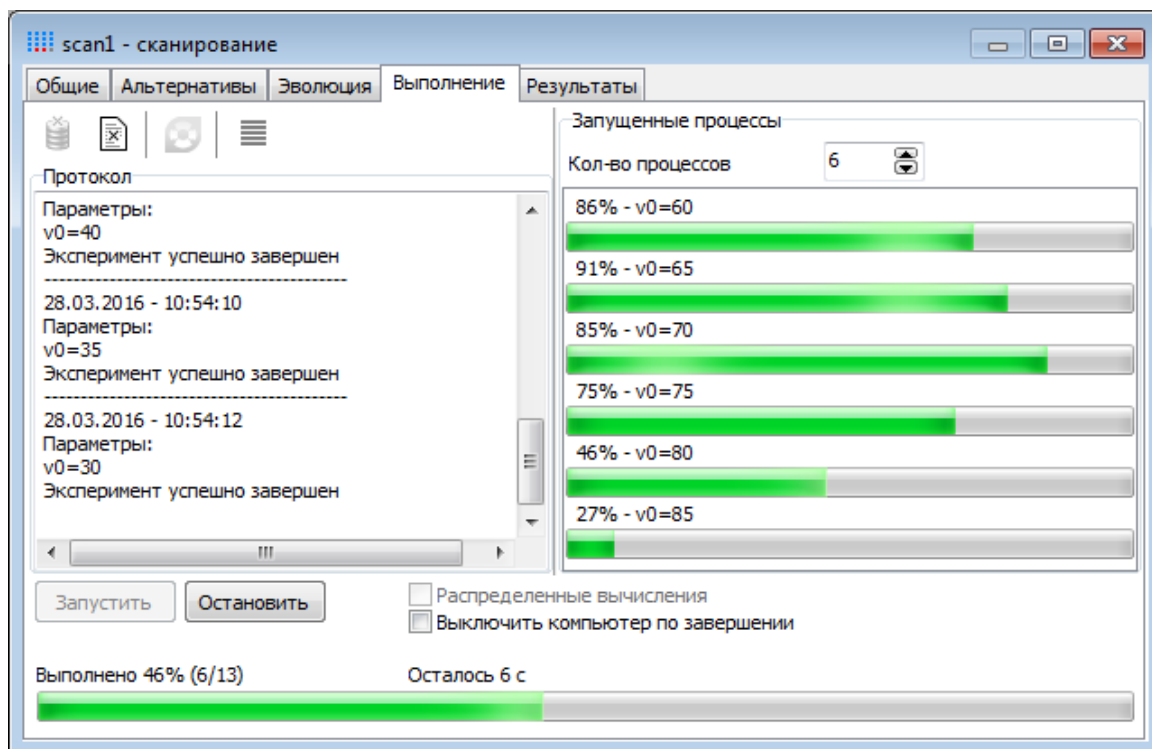 scan1 - сканирование
Общие Альтернативы Эволюция Выполнение Результаты
Протокол
Параметры:
v0=40
Эксперимент успешно завершен
------------------------------------------
28.03.2016 - 10:54:10
Параметры:
v0=35
Эксперимент успешно завершен
------------------------------------------
28.03.2016 - 10:54:12
Параметры:
v0=30
Эксперимент успешно завершен
Запущенные процессы
Кол-во процессов 6
86% - v0=60
91% - v0=65
85% - v0=70
75% - v0=75
46% - v0=80
27% - v0=85
Запустить Остановить
Распределенные вычисления
Выключить компьютер по завершении
Выполнено 46% (6/13) Осталось 6 с